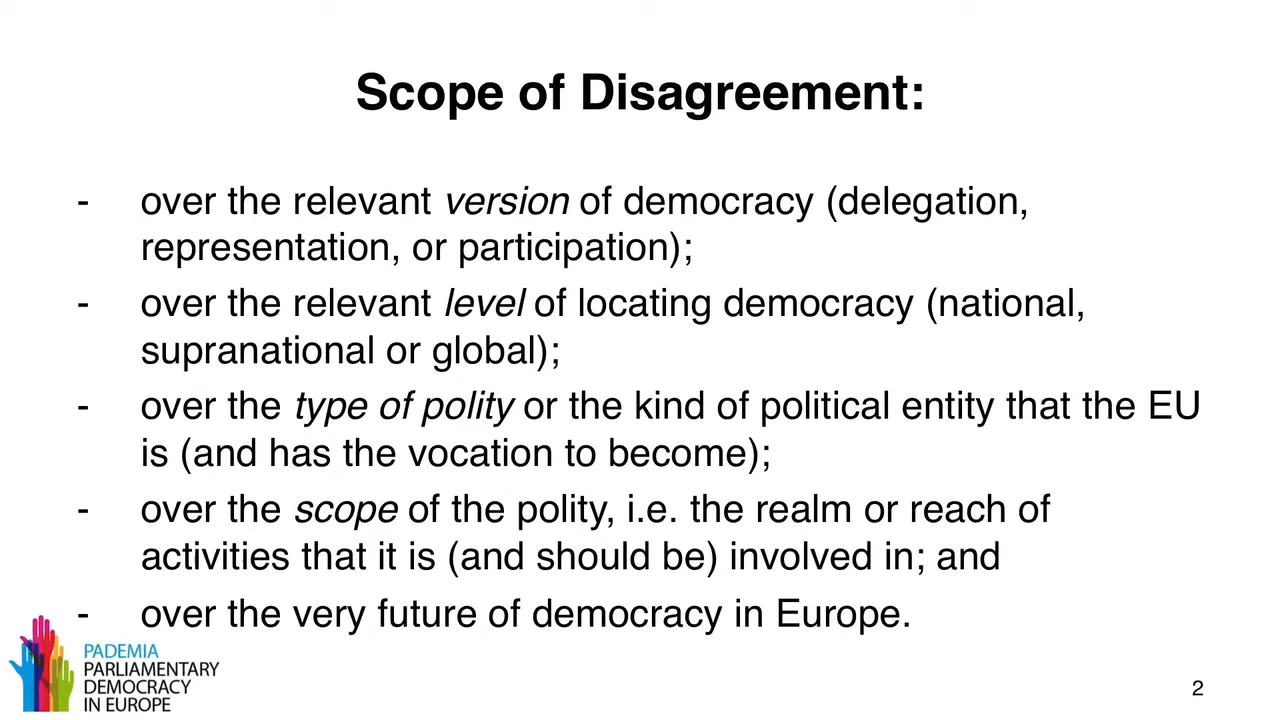 Scope of Disagreement:
- over the relevant version of democracy (delegation,
representation, or participation);
- over the relevant level of locating democracy (national,
supranational or global);
- over the type of polity or the kind of political entity that the EU
is (and has the vocation to become);
- over the scope of the polity, i.e. the realm or reach of
activities that it is (and should be) involved in; and
- over the very future of democracy in Europe.
PADEMIA
PARLIAMENTARY
DEMOCRACY
IN EUROPE
2